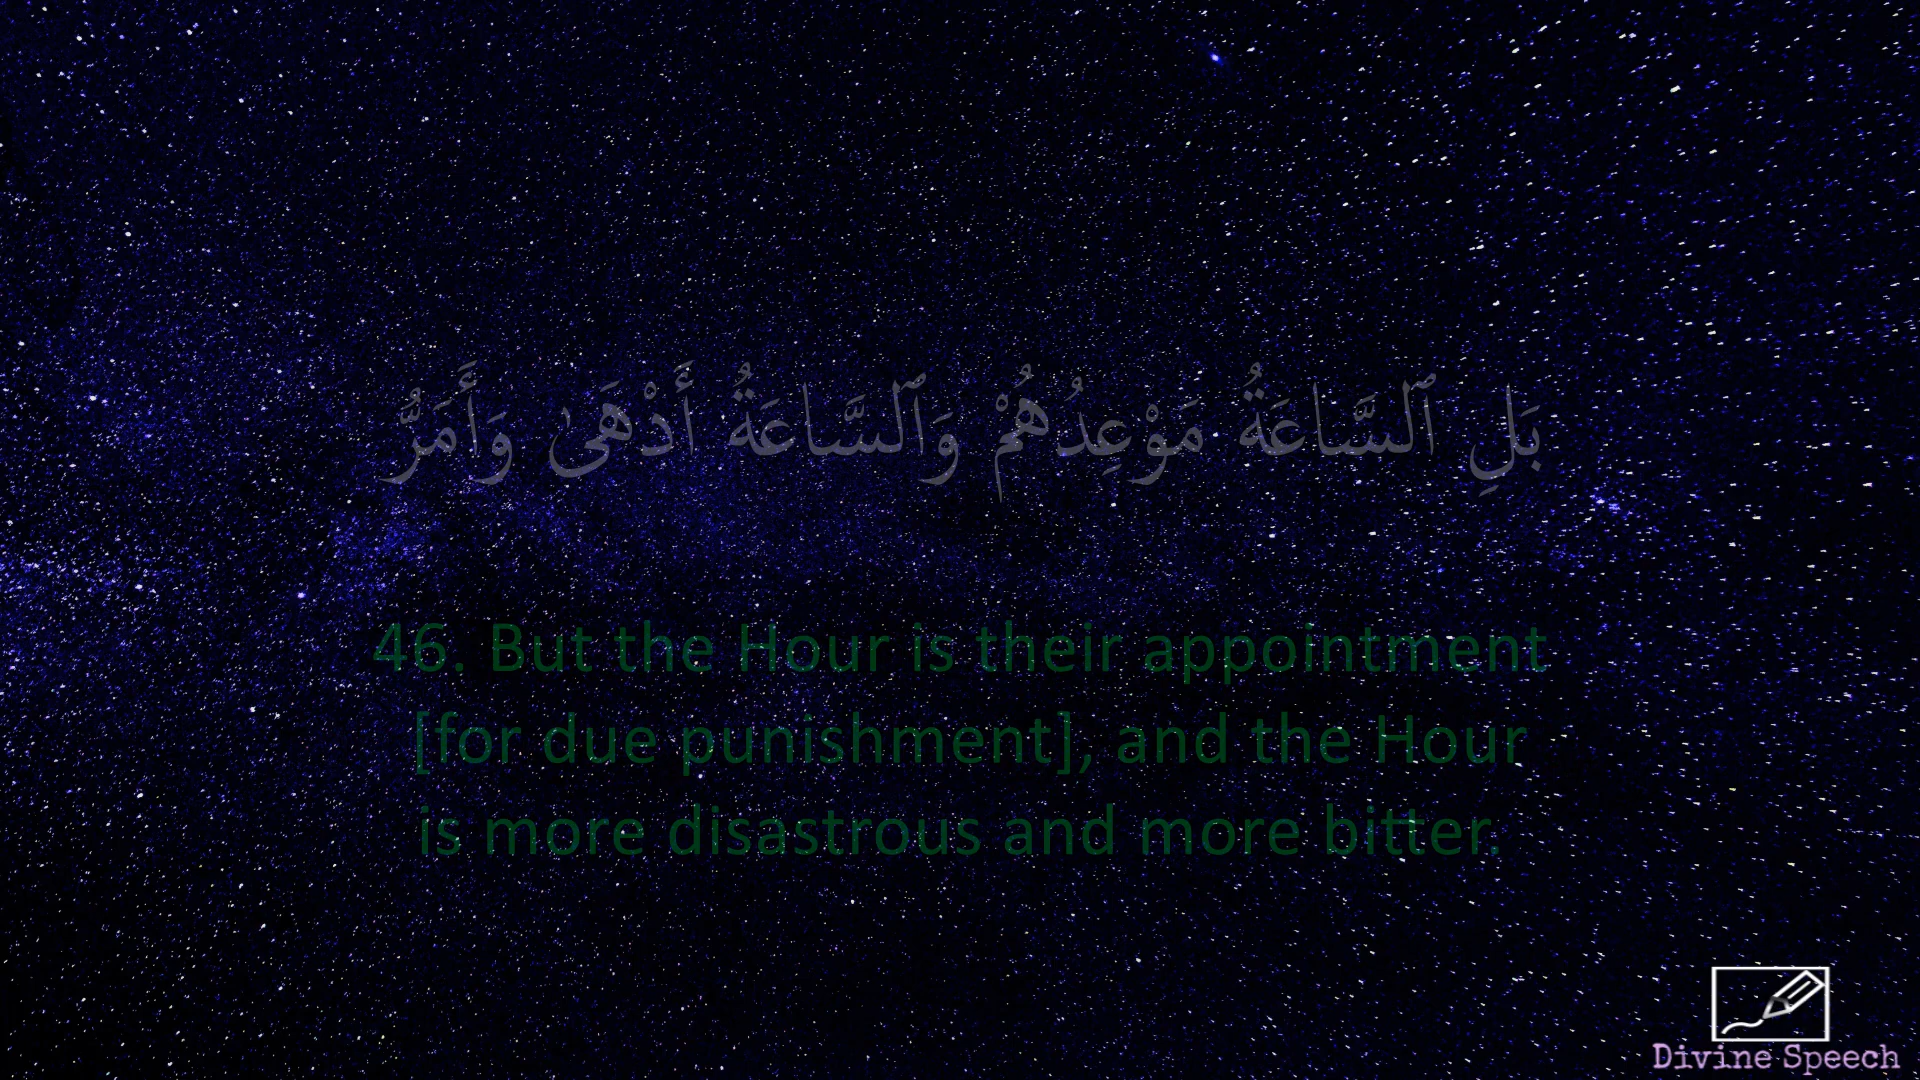 بَلِ ٱلسَّاعَةُ مَوْعِدُهُمْ وَٱلسَّاعَةُ أَدْهَىٰ وَأَمَرُّ
46. But the Hour is their appointment
[for due punishment], and the Hour
is more disastrous and more bitter.
Divine Speech